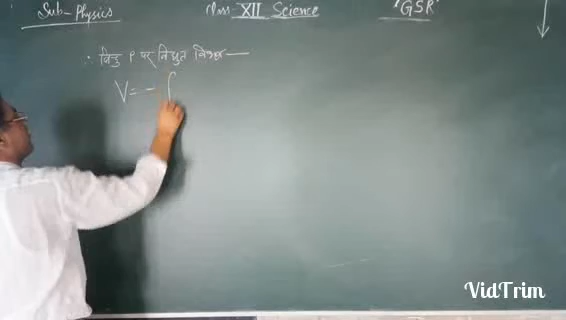 Sub-Physics Class XII Science "GSR"
∴ बिंदु P पर विद्युत विभव —
V = - ∫
VidTrim